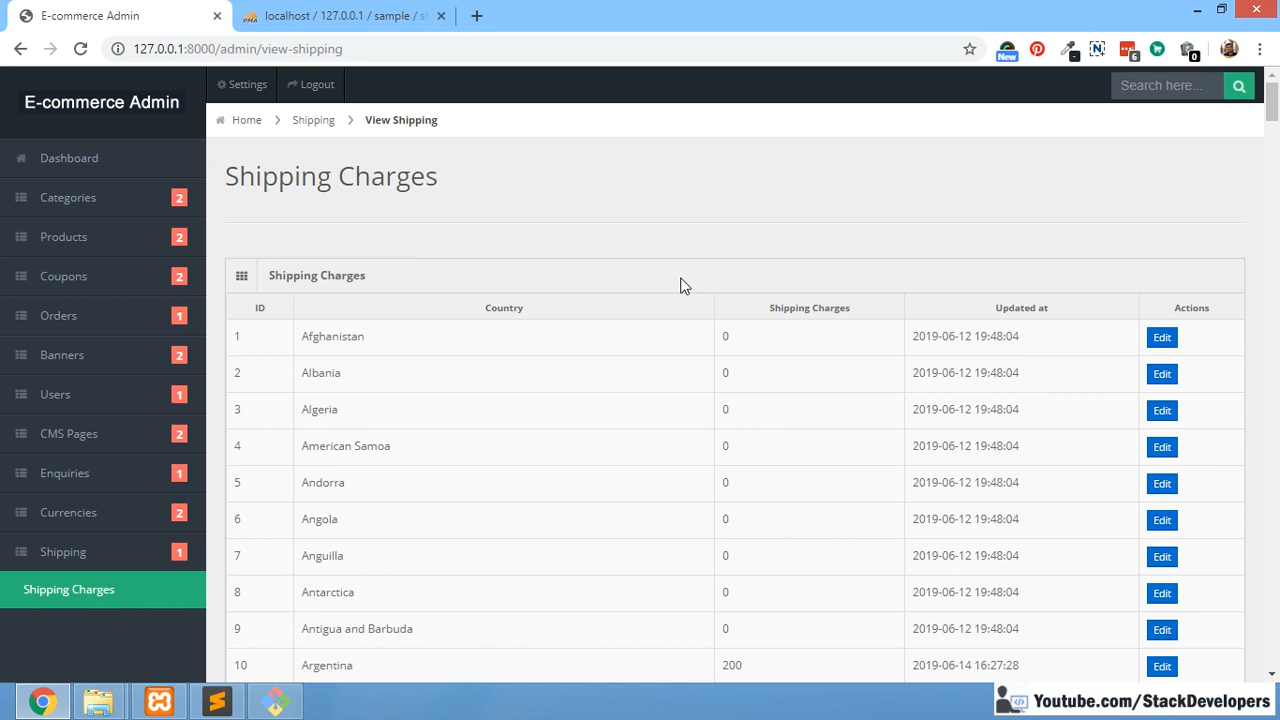 E-commerce Admin
localhost / 127.0.0.1 / sample / s
127.0.0.1:8000/admin/view-shipping
New
6
0
E-commerce Admin
Settings
Logout
Search here...
Home
Shipping
View Shipping
Dashboard
Categories 2
Products 2
Coupons 2
Orders 1
Banners 2
Users 1
CMS Pages 2
Enquiries 1
Currencies 2
Shipping 1
Shipping Charges
Shipping Charges
Shipping Charges
ID Country Shipping Charges Updated at Actions
1 Afghanistan 0 2019-06-12 19:48:04 Edit
2 Albania 0 2019-06-12 19:48:04 Edit
3 Algeria 0 2019-06-12 19:48:04 Edit
4 American Samoa 0 2019-06-12 19:48:04 Edit
5 Andorra 0 2019-06-12 19:48:04 Edit
6 Angola 0 2019-06-12 19:48:04 Edit
7 Anguilla 0 2019-06-12 19:48:04 Edit
8 Antarctica 0 2019-06-12 19:48:04 Edit
9 Antigua and Barbuda 0 2019-06-12 19:48:04 Edit
10 Argentina 200 2019-06-14 16:27:28 Edit
Youtube.com/StackDevelopers